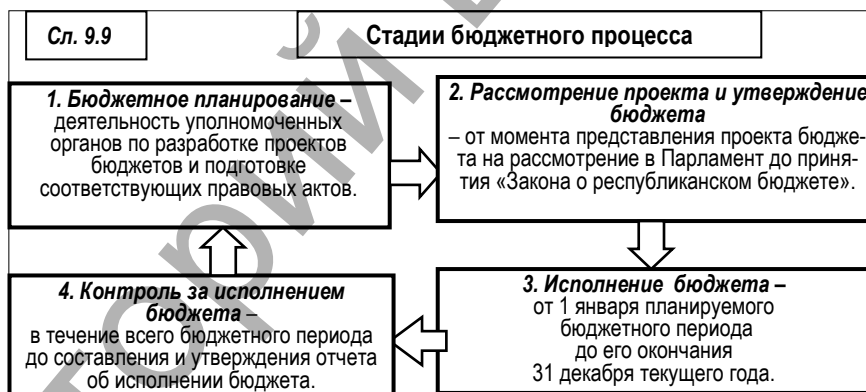 Сл. 9.9
Стадии бюджетного процесса
1. Бюджетное планирование –
деятельность уполномоченных
органов по разработке проектов
бюджетов и подготовке
соответствующих правовых актов.
2. Рассмотрение проекта и утверждение
бюджета
– от момента представления проекта бюдже-
та на рассмотрение в Парламент до приня-
тия «Закона о республиканском бюджете».
3. Исполнение бюджета –
от 1 января планируемого
бюджетного периода
до его окончания
31 декабря текущего года.
4. Контроль за исполнением
бюджета –
в течение всего бюджетного периода
до составления и утверждения отчета
об исполнении бюджета.